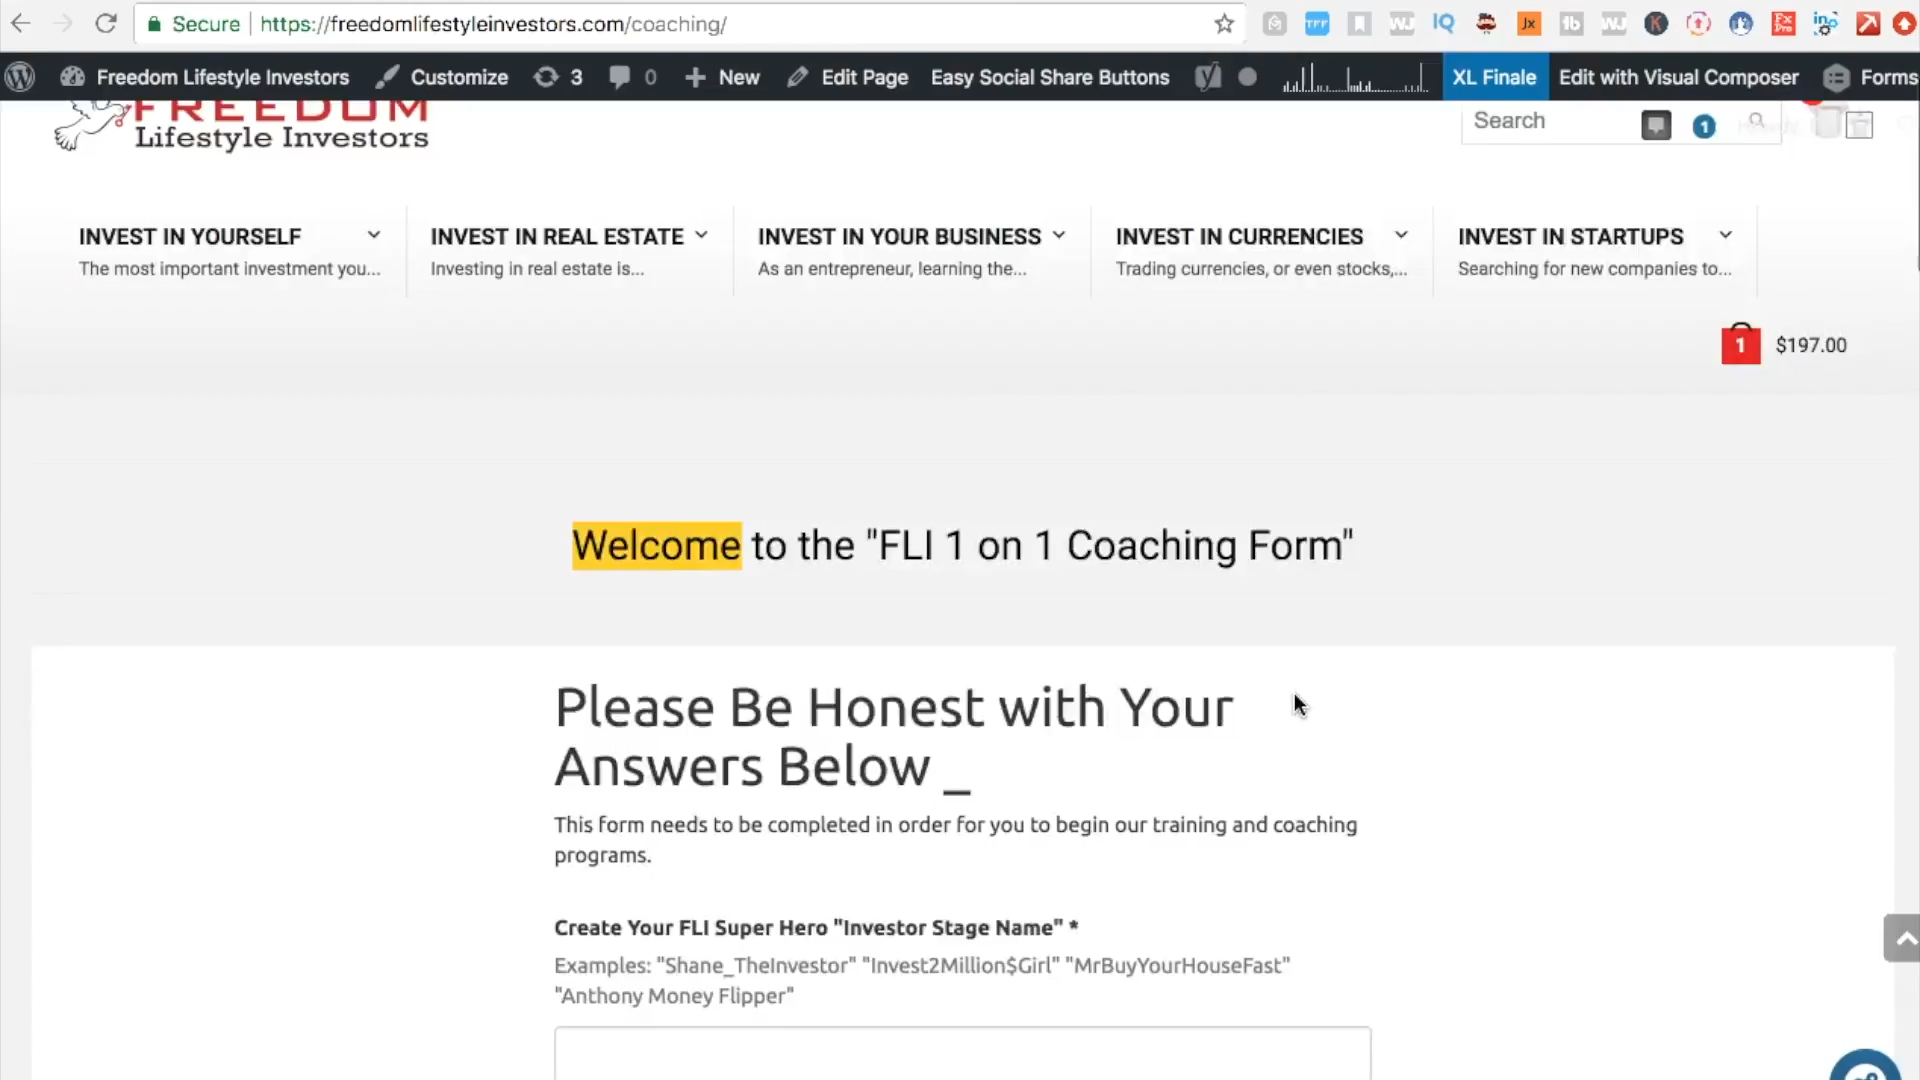 Secure https://freedomlifestyleinvestors.com/coaching/
Freedom Lifestyle Investors Customize 3 0 New Edit Page Easy Social Share Buttons XL Finale Edit with Visual Composer Forms
FREEDOM
Lifestyle Investors
Search
1
INVEST IN YOURSELF
The most important investment you...
INVEST IN REAL ESTATE
Investing in real estate is...
INVEST IN YOUR BUSINESS
As an entrepreneur, learning the...
INVEST IN CURRENCIES
Trading currencies, or even stocks,...
INVEST IN STARTUPS
Searching for new companies to...
1 $197.00
Welcome to the "FLI 1 on 1 Coaching Form"
Please Be Honest with Your
Answers Below _
This form needs to be completed in order for you to begin our training and coaching
programs.
Create Your FLI Super Hero "Investor Stage Name" *
Examples: "Shane_TheInvestor" "Invest2Million$Girl" "MrBuyYourHouseFast"
"Anthony Money Flipper"